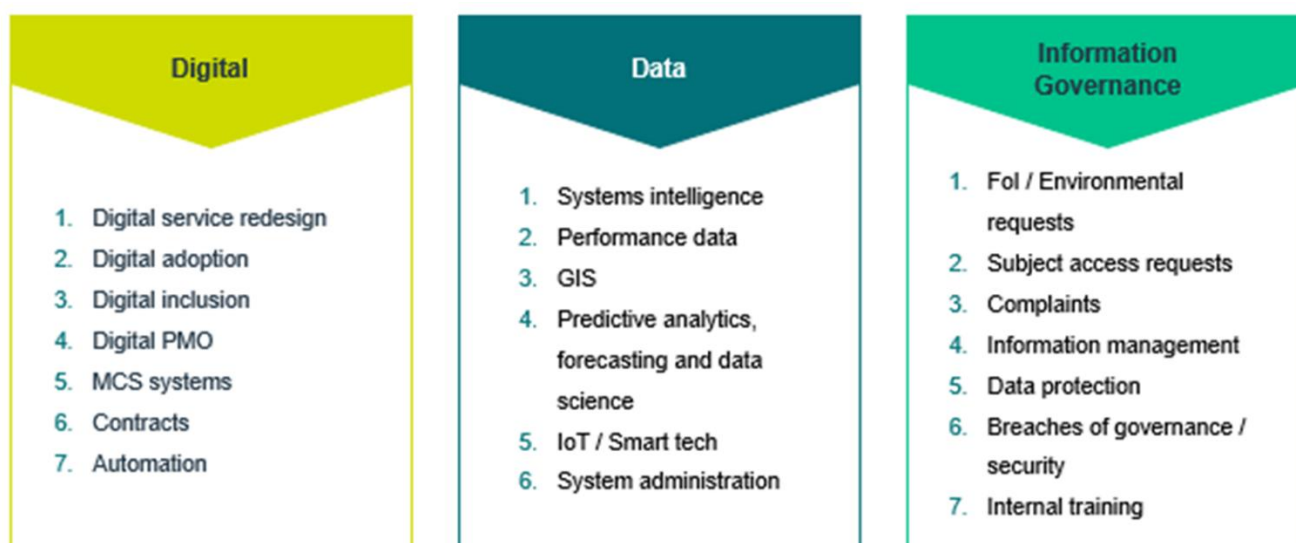 Digital
1. Digital service redesign
2. Digital adoption
3. Digital inclusion
4. Digital PMO
5. MCS systems
6. Contracts
7. Automation
Data
1. Systems intelligence
2. Performance data
3. GIS
4. Predictive analytics,
forecasting and data
science
5. IoT / Smart tech
6. System administration
Information
Governance
1. FoI / Environmental
requests
2. Subject access requests
3. Complaints
4. Information management
5. Data protection
6. Breaches of governance /
security
7. Internal training